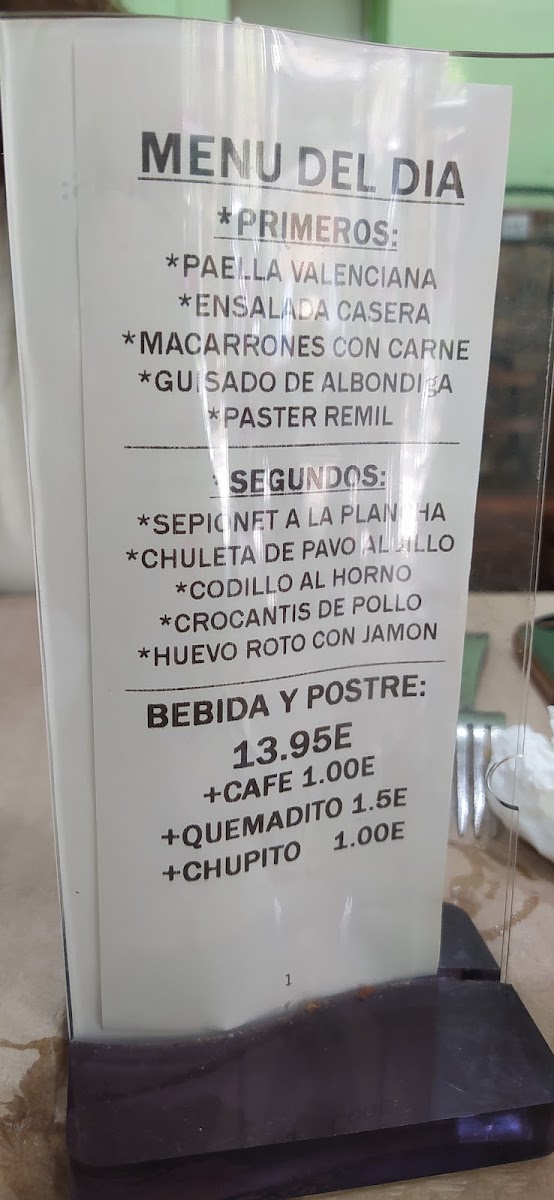 MENU DEL DIA
*PRIMEROS:
*PAELLA VALENCIANA
*ENSALADA CASERA
*MACARRONES CON CARNE
*GUISADO DE ALBONDIgA
*PASTER REMIL
*SEGUNDOS:
*SEPIONET A LA PLANCHA
*CHULETA DE PAVO AL AJILLO
*CODILLO AL HORNO
*CROCANTIS DE POLLO
*HUEVO ROTO CON JAMON
BEBIDA Y POSTRE:
13.95E
+CAFE 1.00E
+QUEMADITO 1.5E
+CHUPITO 1.00E
1